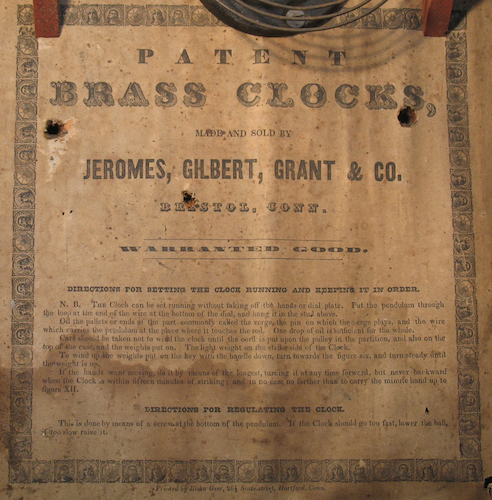 PATENT
BRASS CLOCKS,
MADE AND SOLD BY
JEROMES, GILBERT, GRANT & CO.
BRISTOL, CONN.
WARRANTED GOOD.
DIRECTIONS FOR SETTING THE CLOCK RUNNING AND KEEPING IT IN ORDER.
N. B. The Clock can be set running without taking off the hands or dial plate. Put the pendulum through
the loop at the end of the wire at the bottom of the dial, and hang it in the stud above.
Oil the pallets or ends of the part commonly called the verge, the pin on which the verge plays, and the wire
which carries the pendulum at the place where it touches the rod. One drop of oil is sufficient for the whole.
Care should be taken not to wind the clock until the cord is put upon the pulley in the partition, and also on the
top of the case, and the weights put on. The light weight on the strike side of the Clock.
To wind up the weights put on the key with the handle down, turn towards the figure six, and turn steady until
the weight is up.
If the hands want moving, do it by means of the longest, turning it at any time forward, but never backward
when the Clock is within fifteen minutes of striking; and in no case no farther than to carry the minute hand up to
figure XII.
DIRECTIONS FOR REGULATING THE CLOCK.
This is done by means of a screw at the bottom of the pendulum. If the Clock should go too fast, lower the ball,
if too slow raise it.
Printed by Elihu Geer, State-street, Hartford, Conn.